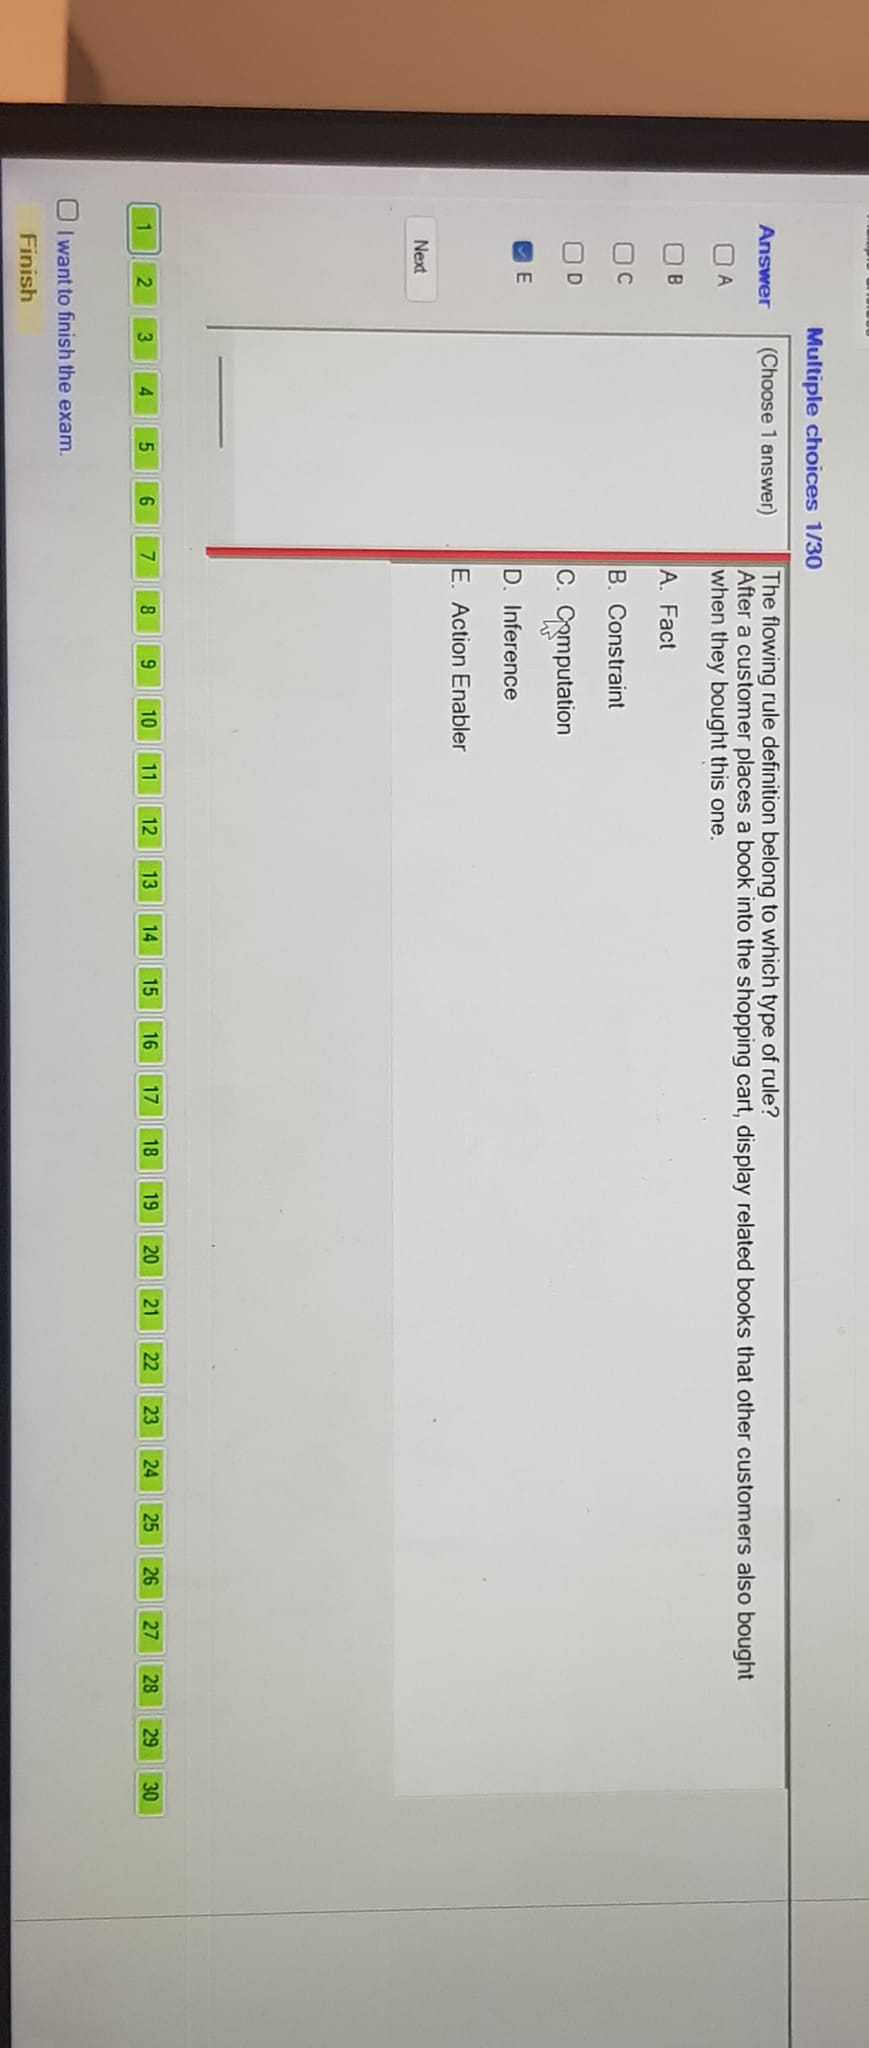 Multiple choices 1/30
Answer
(Choose 1 answer)
The flowing rule definition belong to which type of rule?
After a customer places a book into the shopping cart, display related books that other customers also bought
when they bought this one.
A
B
C
D
E
A. Fact
B. Constraint
C. Computation
D. Inference
E. Action Enabler
Next
1 2 3 4 5 6 7 8 9 10 11 12 13 14 15 16 17 18 19 20 21 22 23 24 25 26 27 28 29 30
I want to finish the exam.
Finish